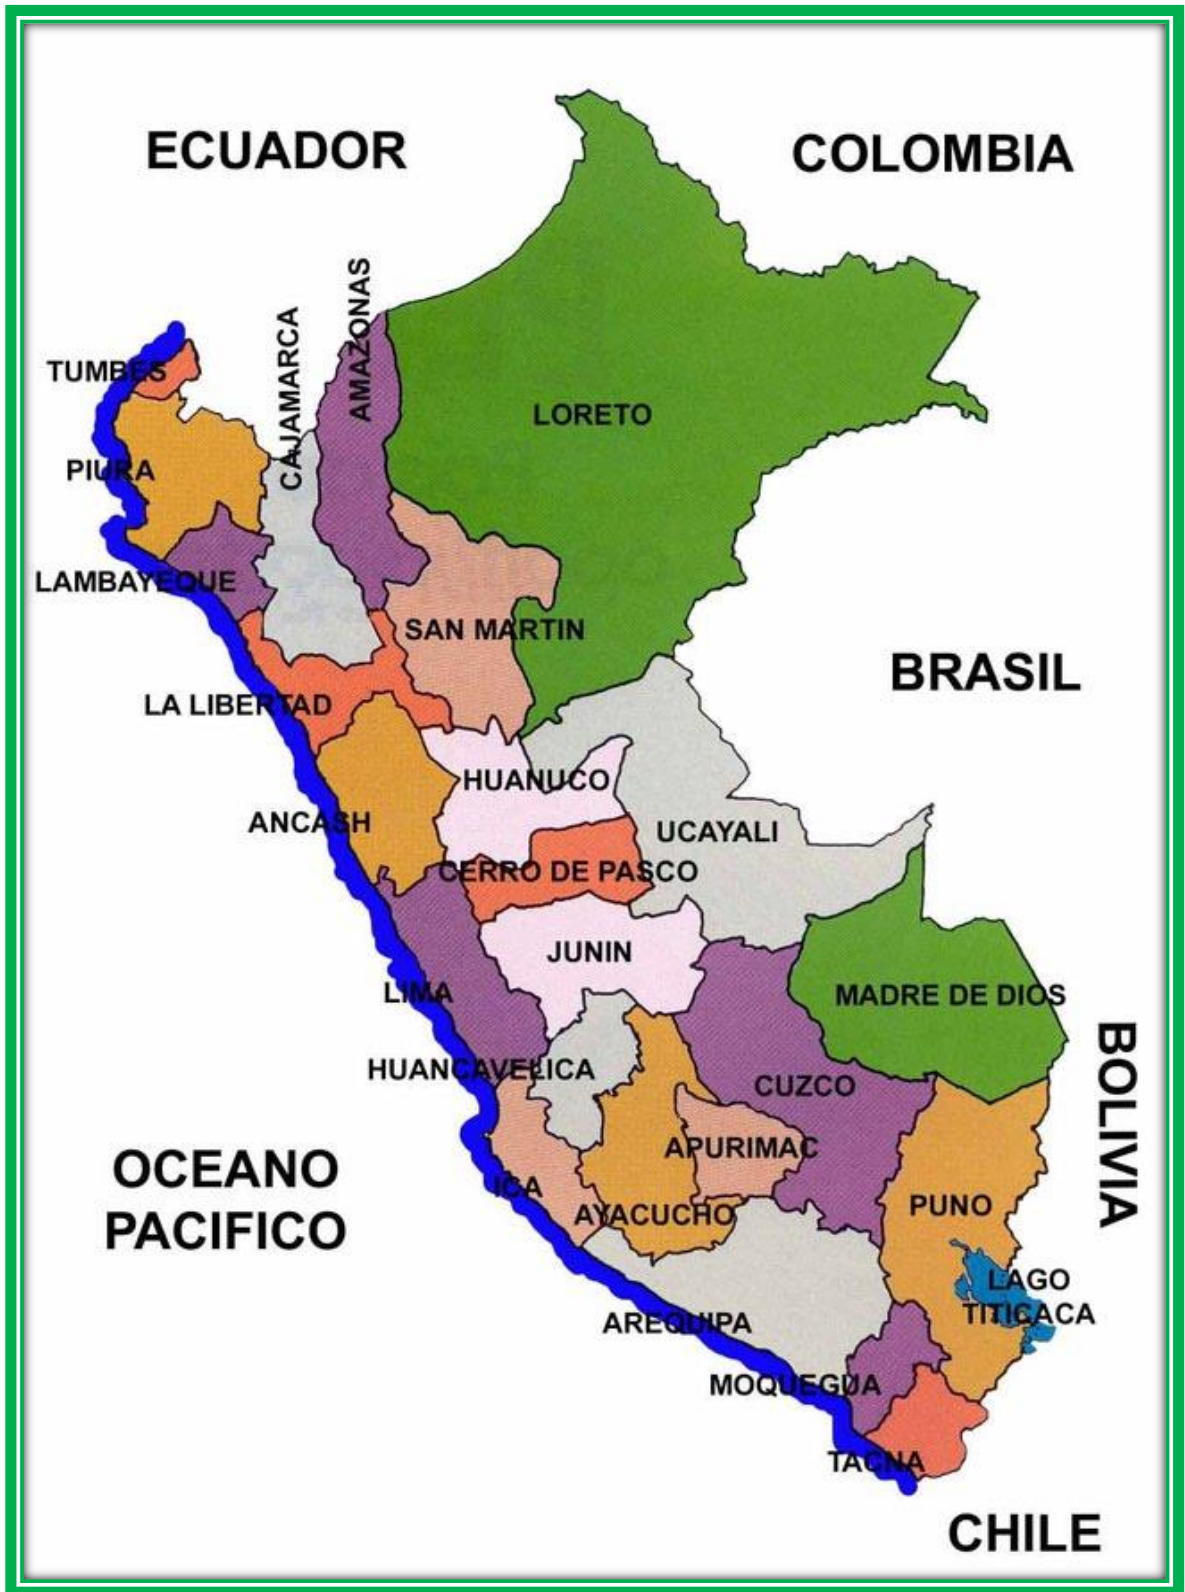 ECUADOR
COLOMBIA
AMAZONAS
CAJAMARCA
TUMBES
LORETO
PIURA
LAMBAYEQUE
SAN MARTIN
BRASIL
LA LIBERTAD
HUANUCO
ANCASH
UCAYALI
CERRO DE PASCO
JUNIN
LIMA
MADRE DE DIOS
HUANCAVELICA
CUZCO
BOLIVIA
APURIMAC
OCEANO
PACIFICO
ICA
AYACUCHO
PUNO
LAGO
TITICACA
AREQUIPA
MOQUEGUA
TACNA
CHILE